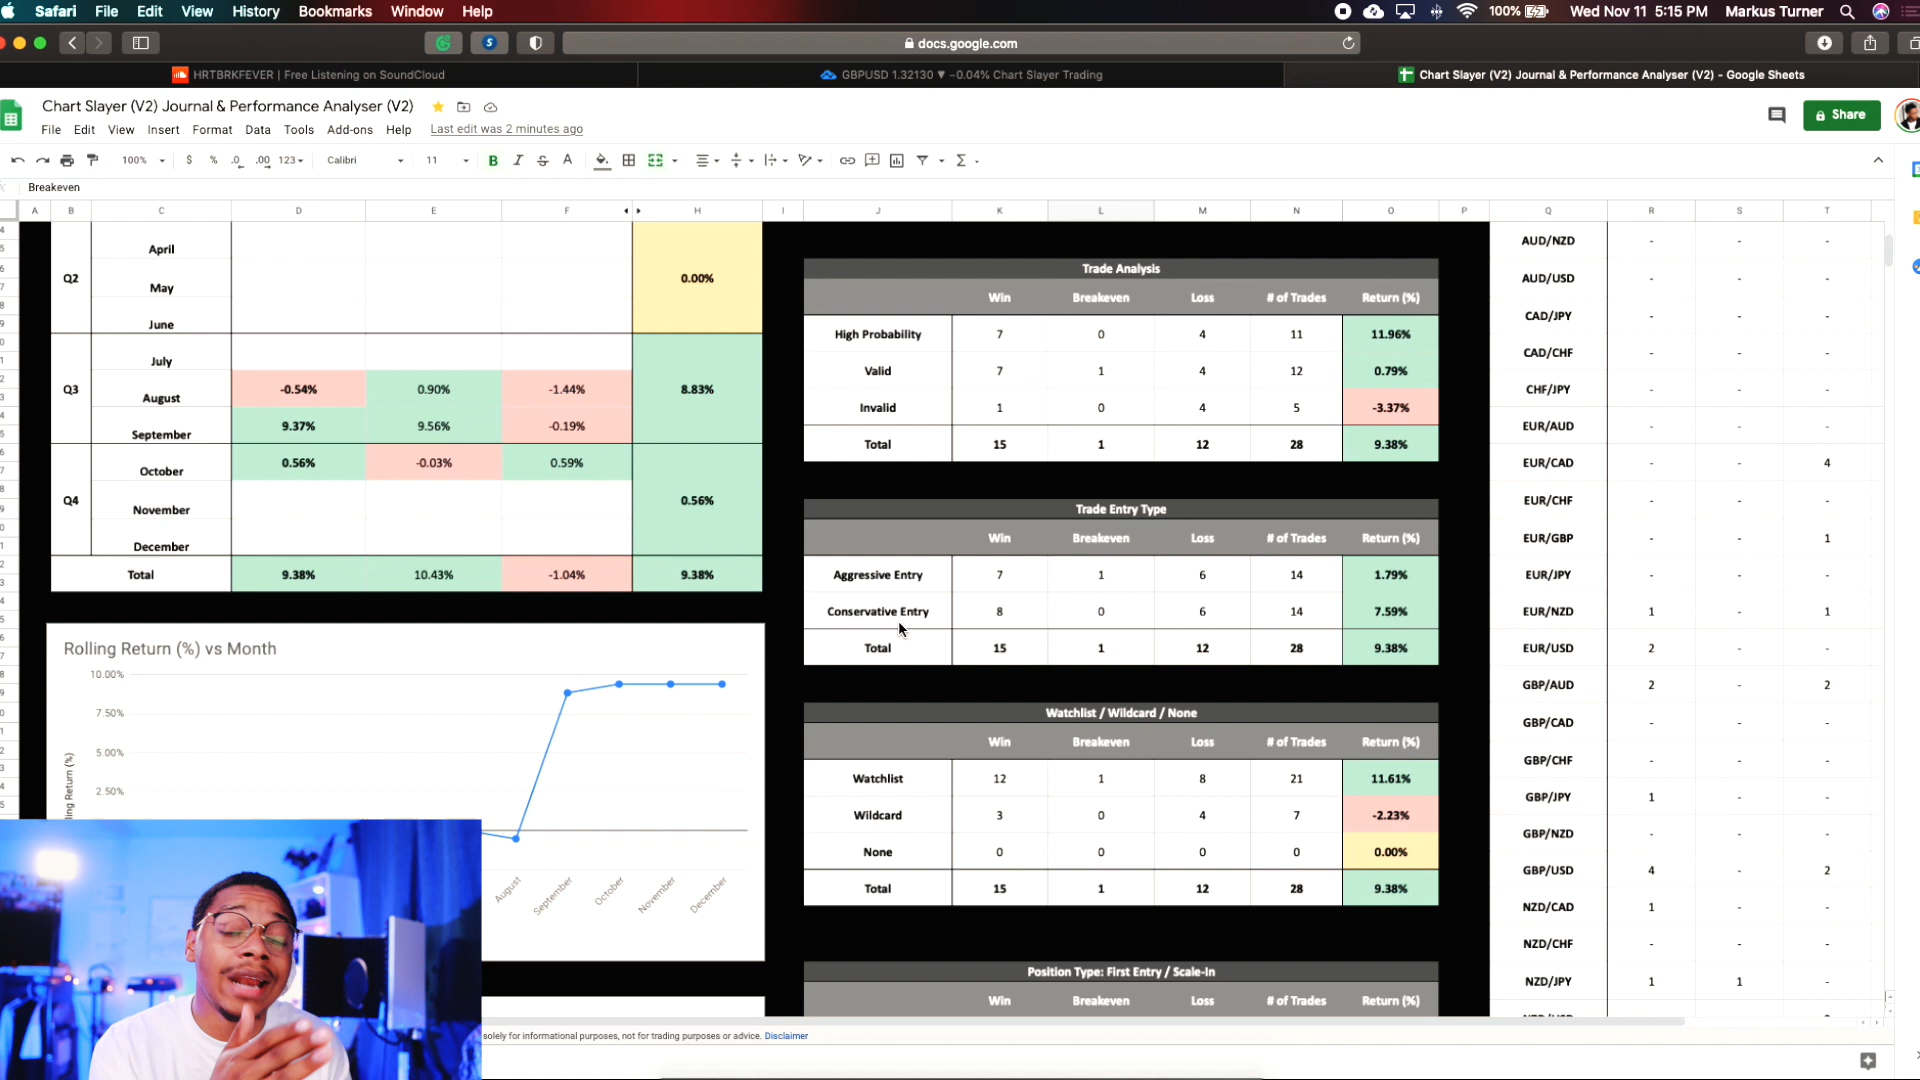 Safari File Edit View History Bookmarks Window Help 100% Wed Nov 11 5:15 PM Markus Turner
docs.google.com
HRTBRKFEVER | Free Listening on SoundCloud
GBPUSD 1.32130 ▼ −0.04% Chart Slayer Trading
Chart Slayer (V2) Journal & Performance Analyser (V2) - Google Sheets
Chart Slayer (V2) Journal & Performance Analyser (V2)
File Edit View Insert Format Data Tools Add-ons Help Last edit was 2 minutes ago
Share
100% $ % .0 .00 123 Calibri 11 B I S A
Breakeven
A B C D E F H I J K L M N O P Q R S T
Q2 April
May 0.00%
June
Q3 July
August -0.54% 0.90% -1.44% 8.83%
September 9.37% 9.56% -0.19%
Q4 October 0.56% -0.03% 0.59%
November 0.56%
December
Total 9.38% 10.43% -1.04% 9.38%
Rolling Return (%) vs Month
10.00%
7.50%
5.00%
2.50%
ling Return (%)
August September October November December
Trade Analysis
Win Breakeven Loss # of Trades Return (%)
High Probability 7 0 4 11 11.96%
Valid 7 1 4 12 0.79%
Invalid 1 0 4 5 -3.37%
Total 15 1 12 28 9.38%
Trade Entry Type
Win Breakeven Loss # of Trades Return (%)
Aggressive Entry 7 1 6 14 1.79%
Conservative Entry 8 0 6 14 7.59%
Total 15 1 12 28 9.38%
Watchlist / Wildcard / None
Win Breakeven Loss # of Trades Return (%)
Watchlist 12 1 8 21 11.61%
Wildcard 3 0 4 7 -2.23%
None 0 0 0 0 0.00%
Total 15 1 12 28 9.38%
Position Type: First Entry / Scale-In
Win Breakeven Loss # of Trades Return (%)
AUD/NZD - - -
AUD/USD - - -
CAD/JPY - - -
CAD/CHF - - -
CHF/JPY - - -
EUR/AUD - - -
EUR/CAD - - 4
EUR/CHF - - -
EUR/GBP - - 1
EUR/JPY - - -
EUR/NZD 1 - 1
EUR/USD 2 - -
GBP/AUD 2 - 2
GBP/CAD - - -
GBP/CHF - - -
GBP/JPY 1 - -
GBP/NZD - - -
GBP/USD 4 - 2
NZD/CAD 1 - -
NZD/CHF - - -
NZD/JPY 1 1 -
solely for informational purposes, not for trading purposes or advice. Disclaimer